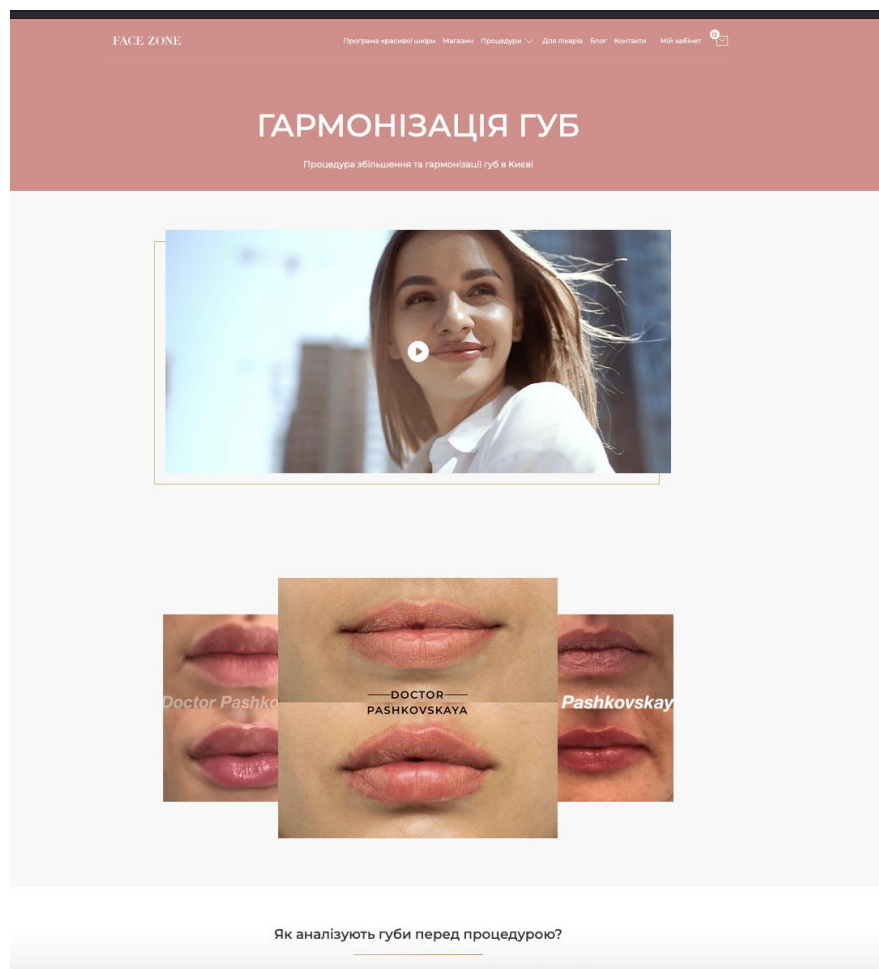 FACE ZONE
Програма красивої шкіри Магазин Процедури Для лікарів Блог Контакти Мій кабінет
ГАРМОНІЗАЦІЯ ГУБ
Процедура збільшення та гармонізації губ в Києві
DOCTOR
PASHKOVSKAYA
Doctor Pashko
Pashkovskay
Як аналізують губи перед процедурою?